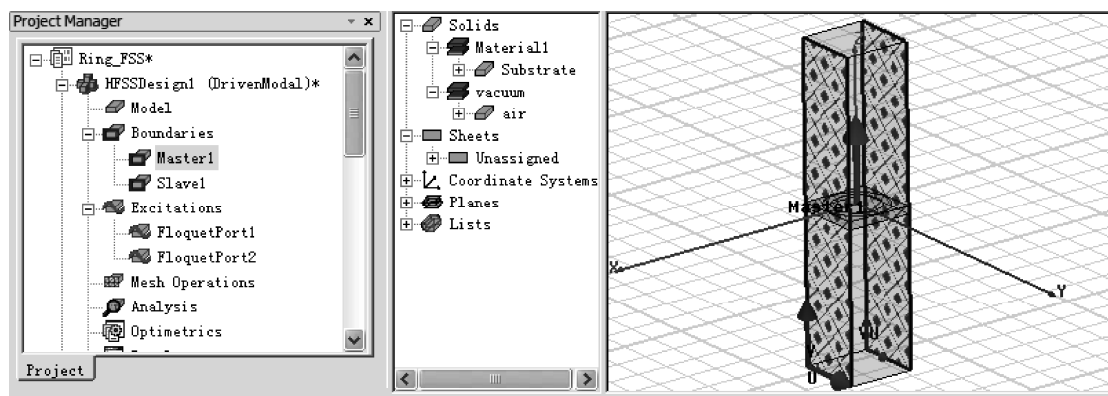 Project Manager
Ring_FSS*
HFSSDesign1 (DrivenModal)*
Model
Boundaries
Master1
Slave1
Excitations
FloquetPort1
FloquetPort2
Mesh Operations
Analysis
Optimetrics
Project
Solids
Material1
Substrate
vacuum
air
Sheets
Unassigned
Coordinate Systems
Planes
Lists
X
Y
U